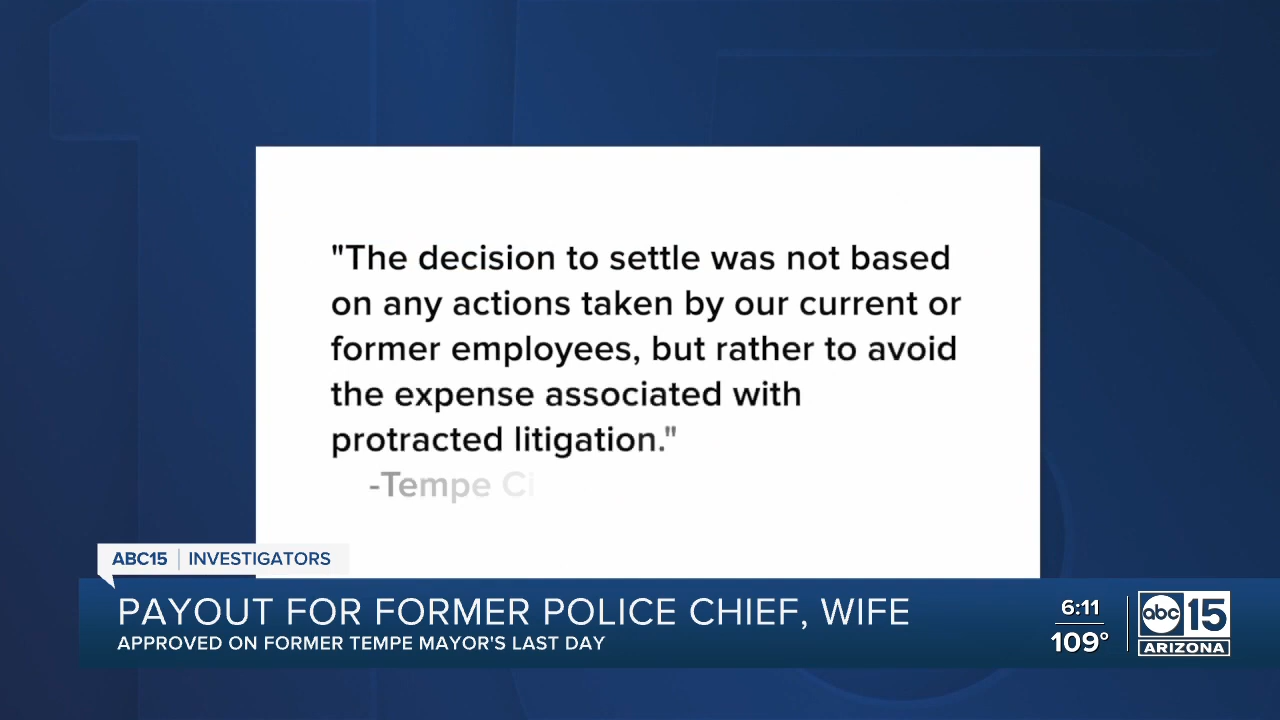 "The decision to settle was not based
on any actions taken by our current or
former employees, but rather to avoid
the expense associated with
protracted litigation."
-Tempe Ci
ABC15 | INVESTIGATORS
PAYOUT FOR FORMER POLICE CHIEF, WIFE
APPROVED ON FORMER TEMPE MAYOR'S LAST DAY
6:11
109°
abc 15
ARIZONA